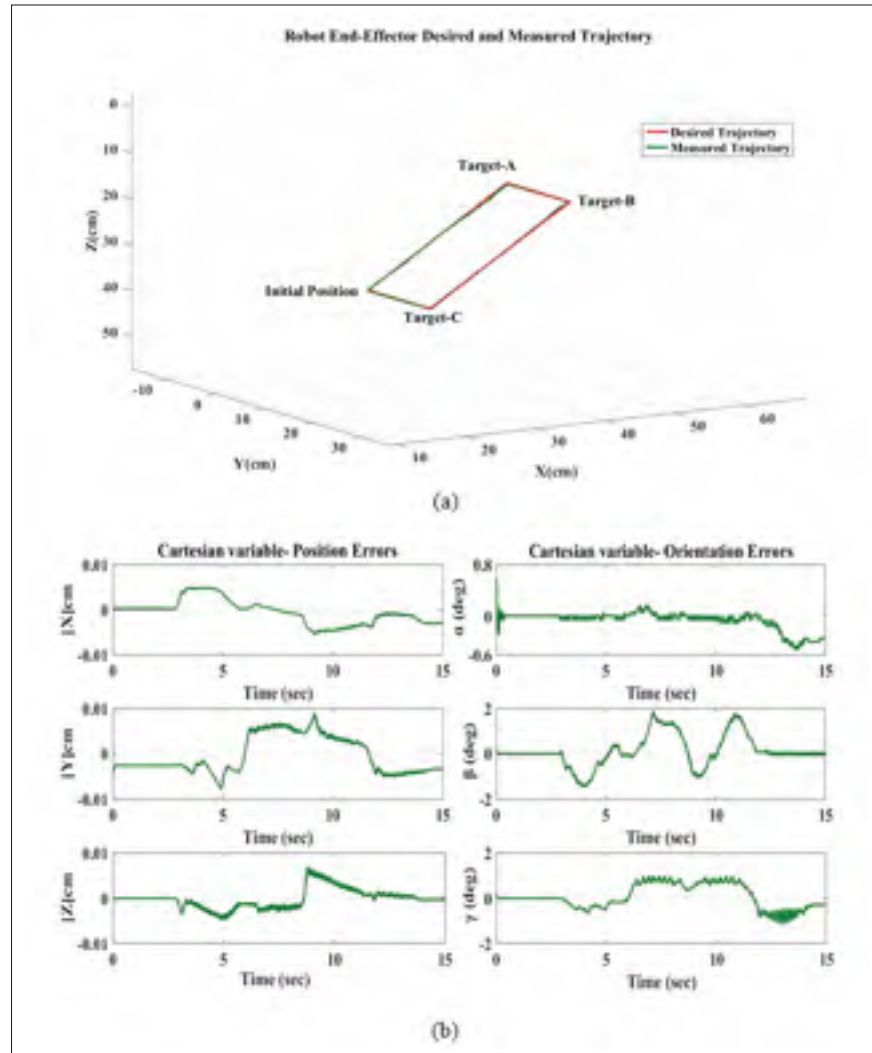 Robot End-Effector Desired and Measured Trajectory
0
10
20
30
40
50
Z(cm)
Desired Trajectory
Measured Trajectory
Target-A
Target-B
Initial Position
Target-C
-10
0
10
20
30
Y(cm)
10
20
30
40
50
60
X(cm)
(a)
Cartesian variable- Position Errors
0.01
0
-0.01
|X|cm
0
5
10
15
Time (sec)
Cartesian variable- Orientation Errors
0.8
0
-0.6
α (deg)
0
5
10
15
Time (sec)
0.01
0
-0.01
|Y|cm
0
5
10
15
Time (sec)
2
0
-2
β (deg)
0
5
10
15
Time (sec)
0.01
0
-0.01
|Z|cm
0
5
10
15
Time (sec)
2
0
-2
γ (deg)
0
5
10
15
Time (sec)
(b)